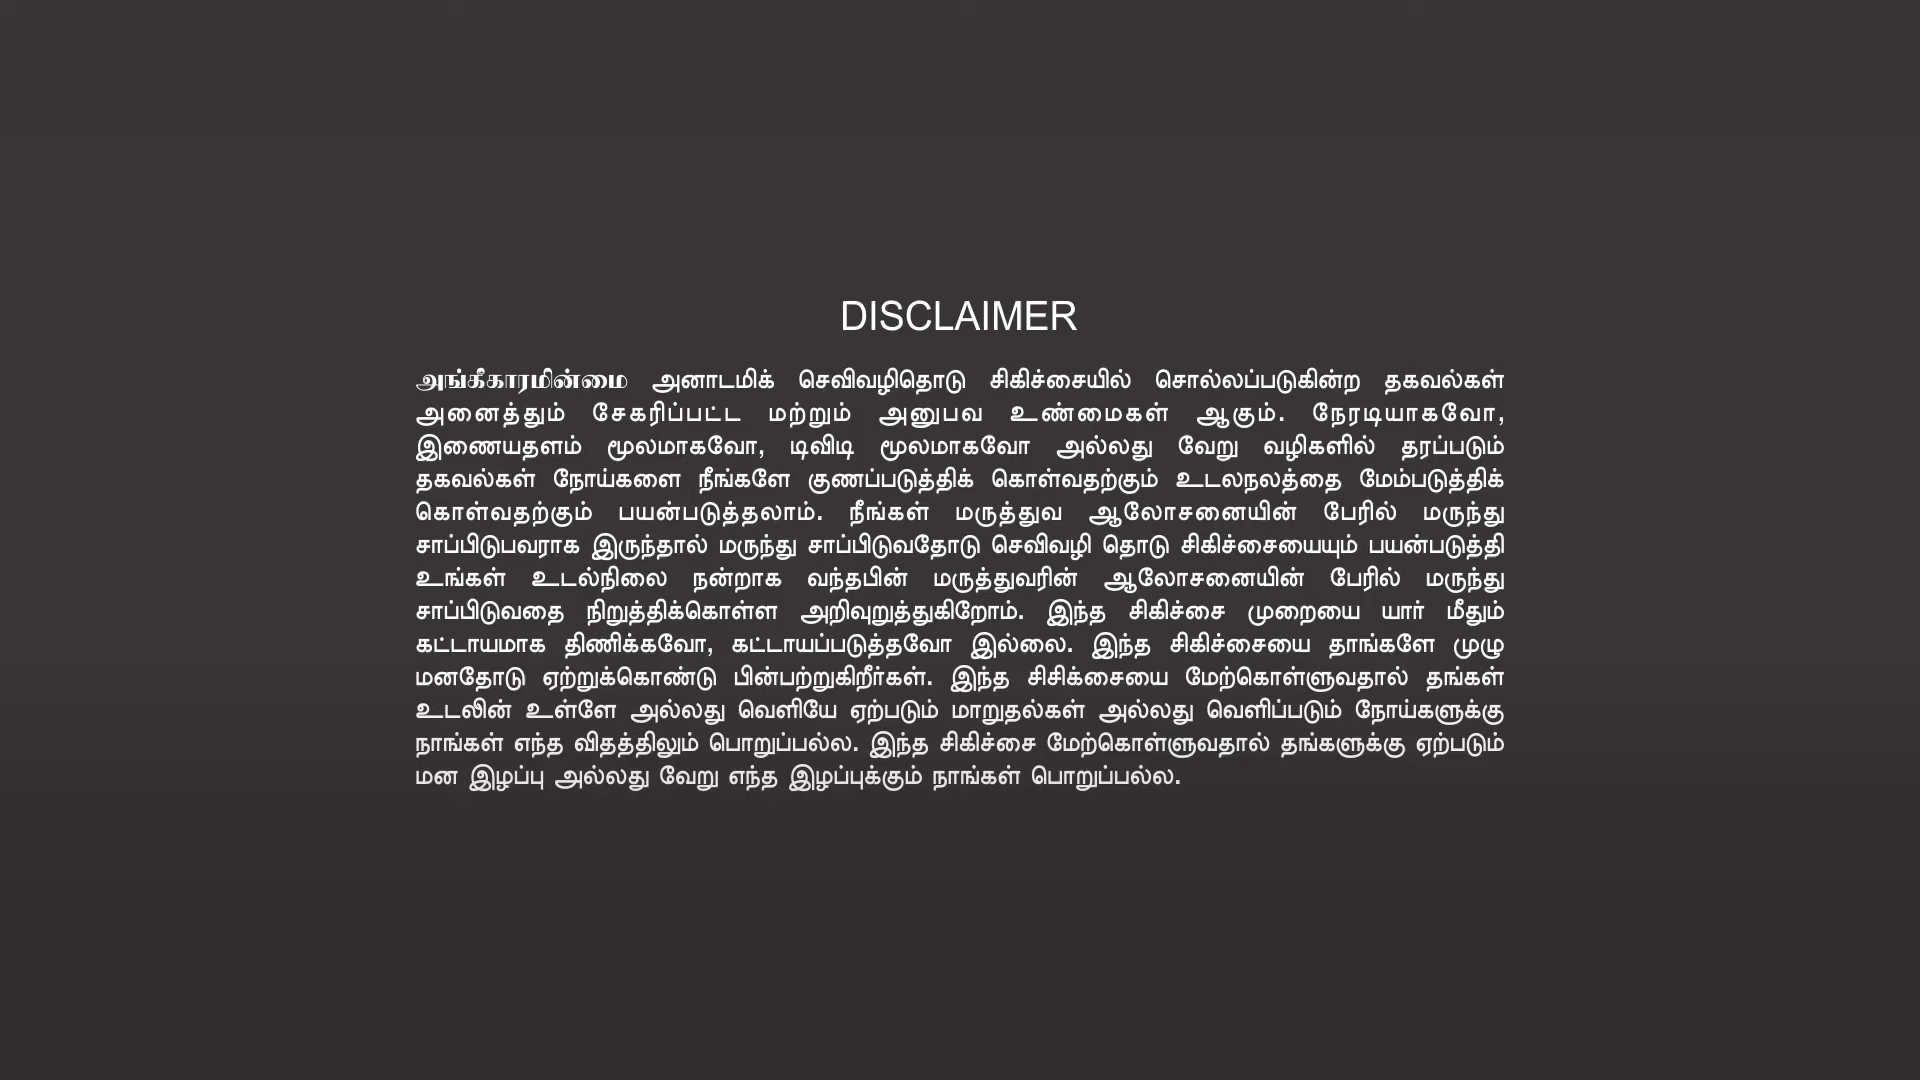 DISCLAIMER
அங்கீகாரமின்மை அனாடமிக் செவிவழிதொடு சிகிச்சையில் சொல்லப்படுகின்ற தகவல்கள்
அனைத்தும் சேகரிப்பட்ட மற்றும் அனுபவ உண்மைகள் ஆகும். நேரடியாகவோ,
இணையதளம் மூலமாகவோ, டிவிடி மூலமாகவோ அல்லது வேறு வழிகளில் தரப்படும்
தகவல்கள் நோய்களை நீங்களே குணப்படுத்திக் கொள்வதற்கும் உடலநலத்தை மேம்படுத்திக்
கொள்வதற்கும் பயன்படுத்தலாம். நீங்கள் மருத்துவ ஆலோசனையின் பேரில் மருந்து
சாப்பிடுபவராக இருந்தால் மருந்து சாப்பிடுவதோடு செவிவழி தொடு சிகிச்சையையும் பயன்படுத்தி
உங்கள் உடல்நிலை நன்றாக வந்தபின் மருத்துவரின் ஆலோசனையின் பேரில் மருந்து
சாப்பிடுவதை நிறுத்திக்கொள்ள அறிவுறுத்துகிறோம். இந்த சிகிச்சை முறையை யார் மீதும்
கட்டாயமாக திணிக்கவோ, கட்டாயப்படுத்தவோ இல்லை. இந்த சிகிச்சையை தாங்களே முழு
மனதோடு ஏற்றுக்கொண்டு பின்பற்றுகிறீர்கள். இந்த சிசிக்சையை மேற்கொள்ளுவதால் தங்கள்
உடலின் உள்ளே அல்லது வெளியே ஏற்படும் மாறுதல்கள் அல்லது வெளிப்படும் நோய்களுக்கு
நாங்கள் எந்த விதத்திலும் பொறுப்பல்ல. இந்த சிகிச்சை மேற்கொள்ளுவதால் தங்களுக்கு ஏற்படும்
மன இழப்பு அல்லது வேறு எந்த இழப்புக்கும் நாங்கள் பொறுப்பல்ல.